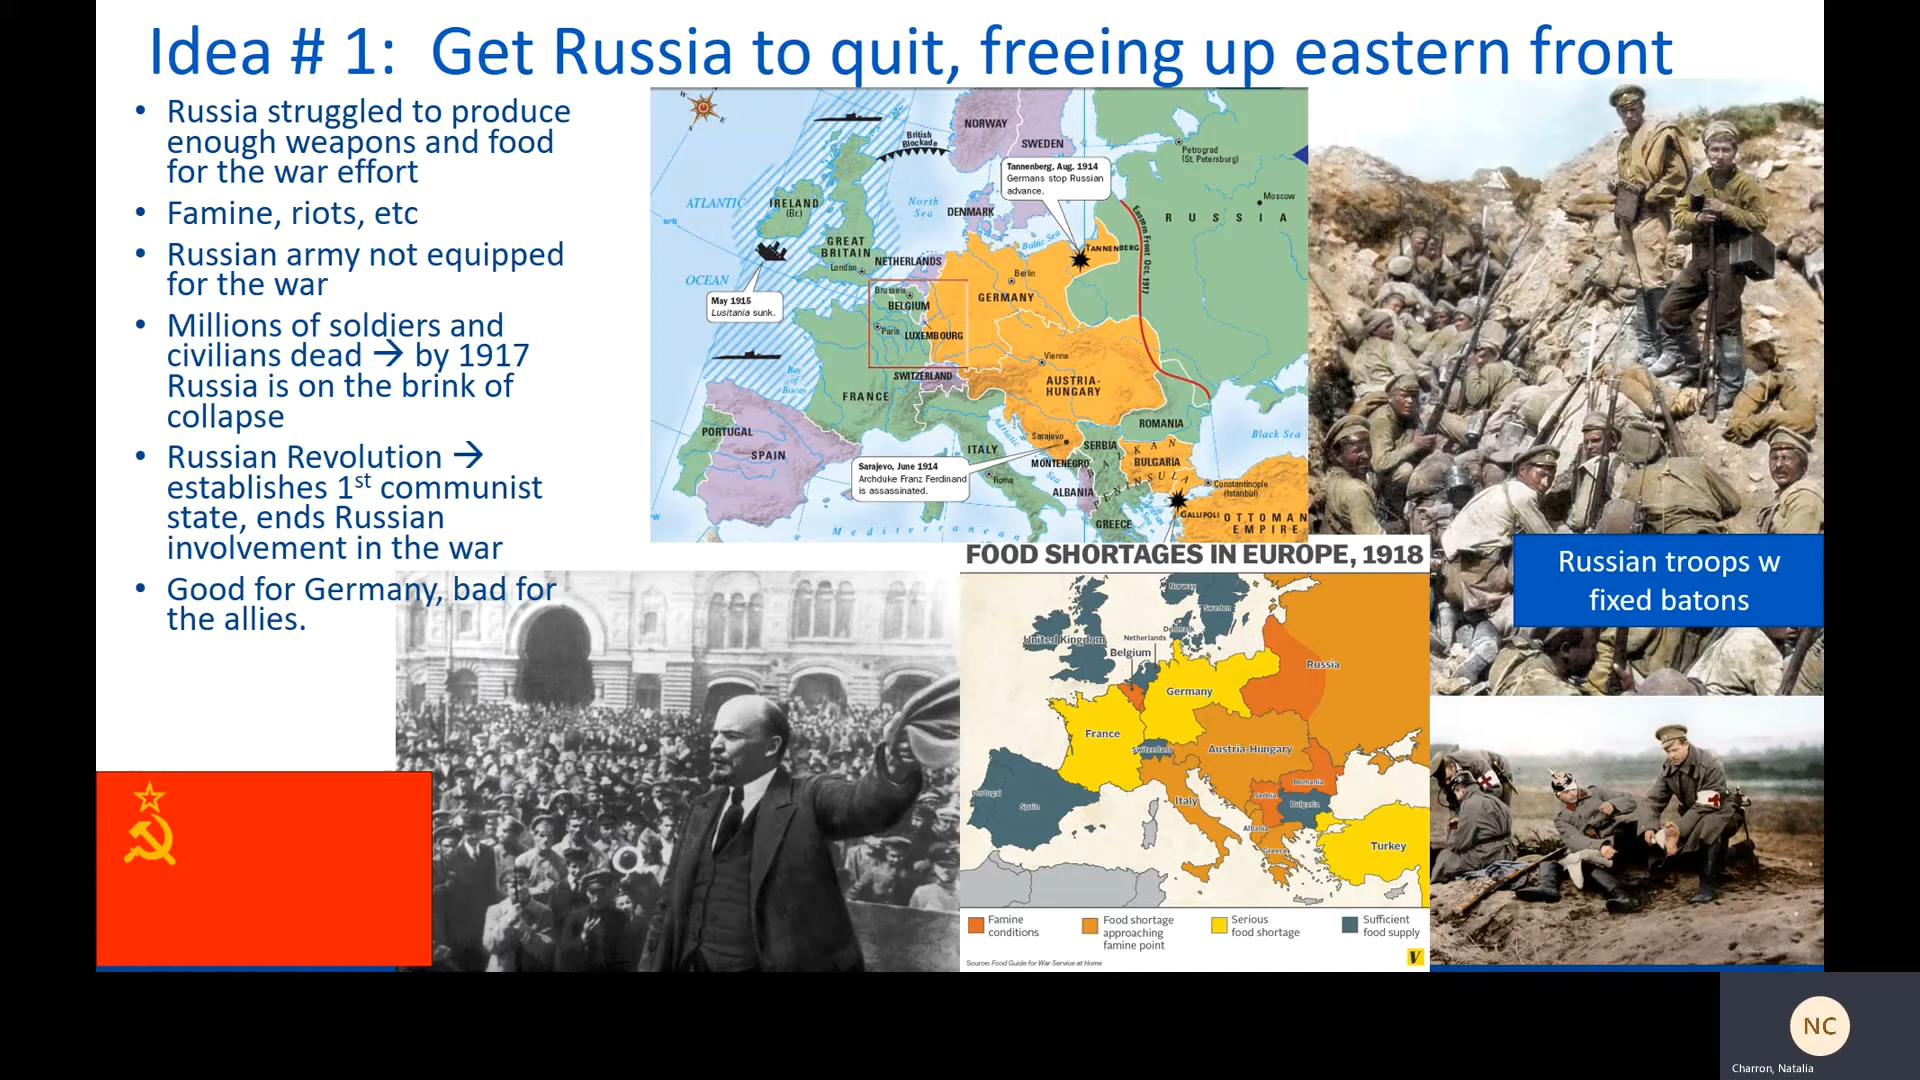 Idea # 1:  Get Russia to quit, freeing up eastern front
• Russia struggled to produce
enough weapons and food
for the war effort
• Famine, riots, etc
• Russian army not equipped
for the war
• Millions of soldiers and
civilians dead → by 1917
Russia is on the brink of
collapse
• Russian Revolution →
establishes 1st communist
state, ends Russian
involvement in the war
• Good for Germany, bad for
the allies.
W
E
S
NORWAY
SWEDEN
British
Blockade
Petrograd
(St. Petersburg)
Tannenberg, Aug. 1914
Germans stop Russian
advance.
Moscow
RUSSIA
ATLANTIC
OCEAN
IRELAND
(Br.)
North
Sea
DENMARK
Baltic Sea
TANNENBERG
Eastern Front Oct. 1917
GREAT
BRITAIN
London
NETHERLANDS
Berlin
GERMANY
Brussels
BELGIUM
May 1915
Lusitania sunk.
Paris
LUXEMBOURG
Vienna
Bay
of
Biscay
SWITZERLAND
AUSTRIA-
HUNGARY
FRANCE
ROMANIA
PORTUGAL
SPAIN
Adriatic
Sea
Sarajevo
SERBIA
Black Sea
ITALY
BALKAN
PENINSULA
MONTENEGRO
BULGARIA
Sarajevo, June 1914
Archduke Franz Ferdinand
is assassinated.
Rome
ALBANIA
Constantinople
(Istanbul)
GALLIPOLI
OTTOMAN
EMPIRE
GREECE
Mediterranean
Russian troops w
fixed batons
FOOD SHORTAGES IN EUROPE, 1918
Norway
Sweden
United Kingdom
Denmark
Netherlands
Belgium
Russia
Germany
France
Switzerland
Austria-Hungary
Romania
Portugal
Spain
Italy
Serbia
Bulgaria
Albania
Greece
Turkey
Famine
conditions
Food shortage
approaching
famine point
Serious
food shortage
Sufficient
food supply
Source: Food Guide for War Service at Home
V
NC
Charron, Natalia